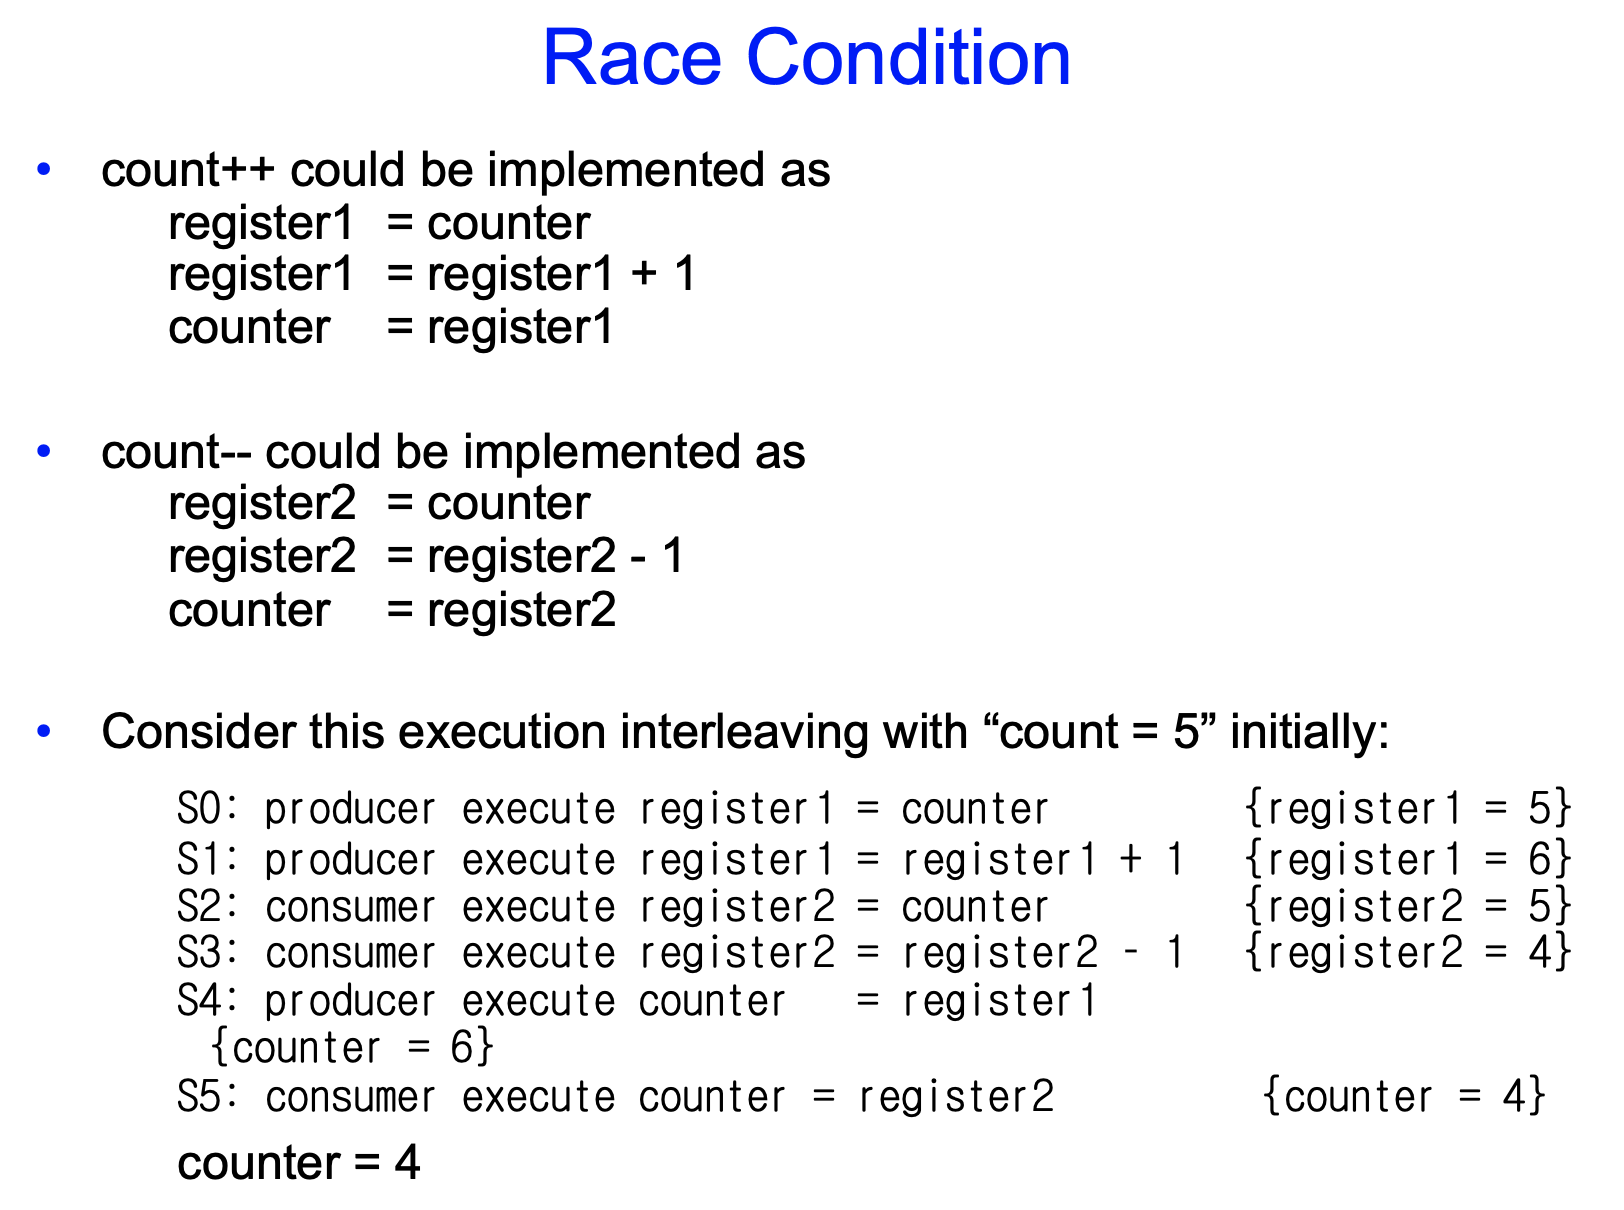 Race Condition
• count++ could be implemented as
register1 = counter
register1 = register1 + 1
counter = register1
• count-- could be implemented as
register2 = counter
register2 = register2 - 1
counter = register2
• Consider this execution interleaving with “count = 5” initially:
S0: producer execute register1 = counter {register1 = 5}
S1: producer execute register1 = register1 + 1 {register1 = 6}
S2: consumer execute register2 = counter {register2 = 5}
S3: consumer execute register2 = register2 - 1 {register2 = 4}
S4: producer execute counter = register1
{counter = 6}
S5: consumer execute counter = register2 {counter = 4}
counter = 4